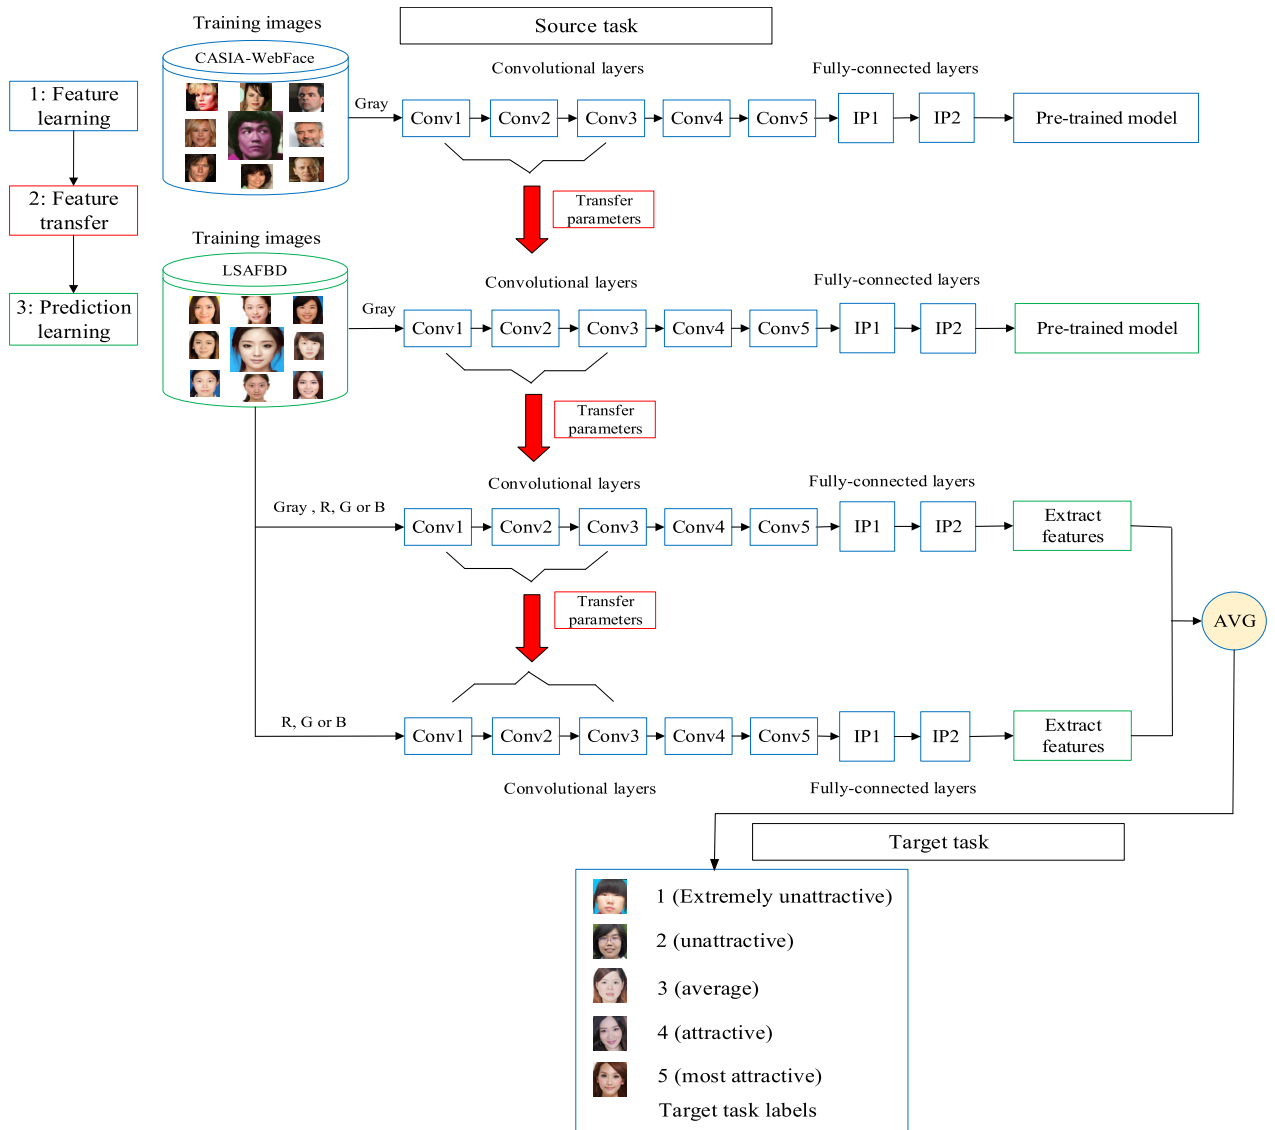 Training images
Source task
CASIA-WebFace
Convolutional layers
Fully-connected layers
1: Feature
learning
Gray
Conv1
Conv2
Conv3
Conv4
Conv5
IP1
IP2
Pre-trained model
2: Feature
transfer
Transfer
parameters
Training images
LSAFBD
Convolutional layers
Fully-connected layers
3: Prediction
learning
Gray
Conv1
Conv2
Conv3
Conv4
Conv5
IP1
IP2
Pre-trained model
Transfer
parameters
Convolutional layers
Fully-connected layers
Gray , R, G or B
Conv1
Conv2
Conv3
Conv4
Conv5
IP1
IP2
Extract
features
Transfer
parameters
AVG
R, G or B
Conv1
Conv2
Conv3
Conv4
Conv5
IP1
IP2
Extract
features
Convolutional layers
Fully-connected layers
Target task
1 (Extremely unattractive)
2 (unattractive)
3 (average)
4 (attractive)
5 (most attractive)
Target task labels